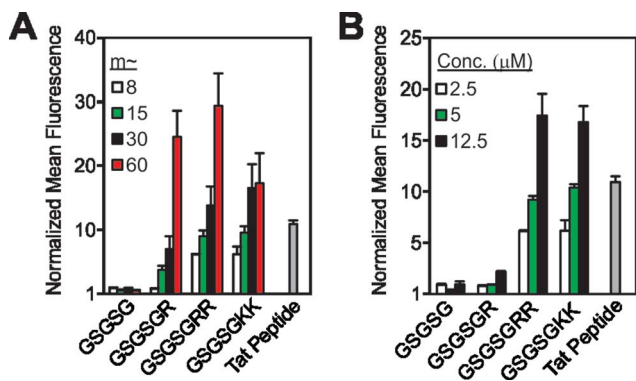 A
Normalized Mean Fluorescence
40
30
20
10
1
m~
8
15
30
60
GSGSG
GSGSGR
GSGSGRR
GSGSGKK
Tat Peptide
B
Normalized Mean Fluorescence
25
20
15
10
5
1
Conc. (μM)
2.5
5
12.5
GSGSG
GSGSGR
GSGSGRR
GSGSGKK
Tat Peptide